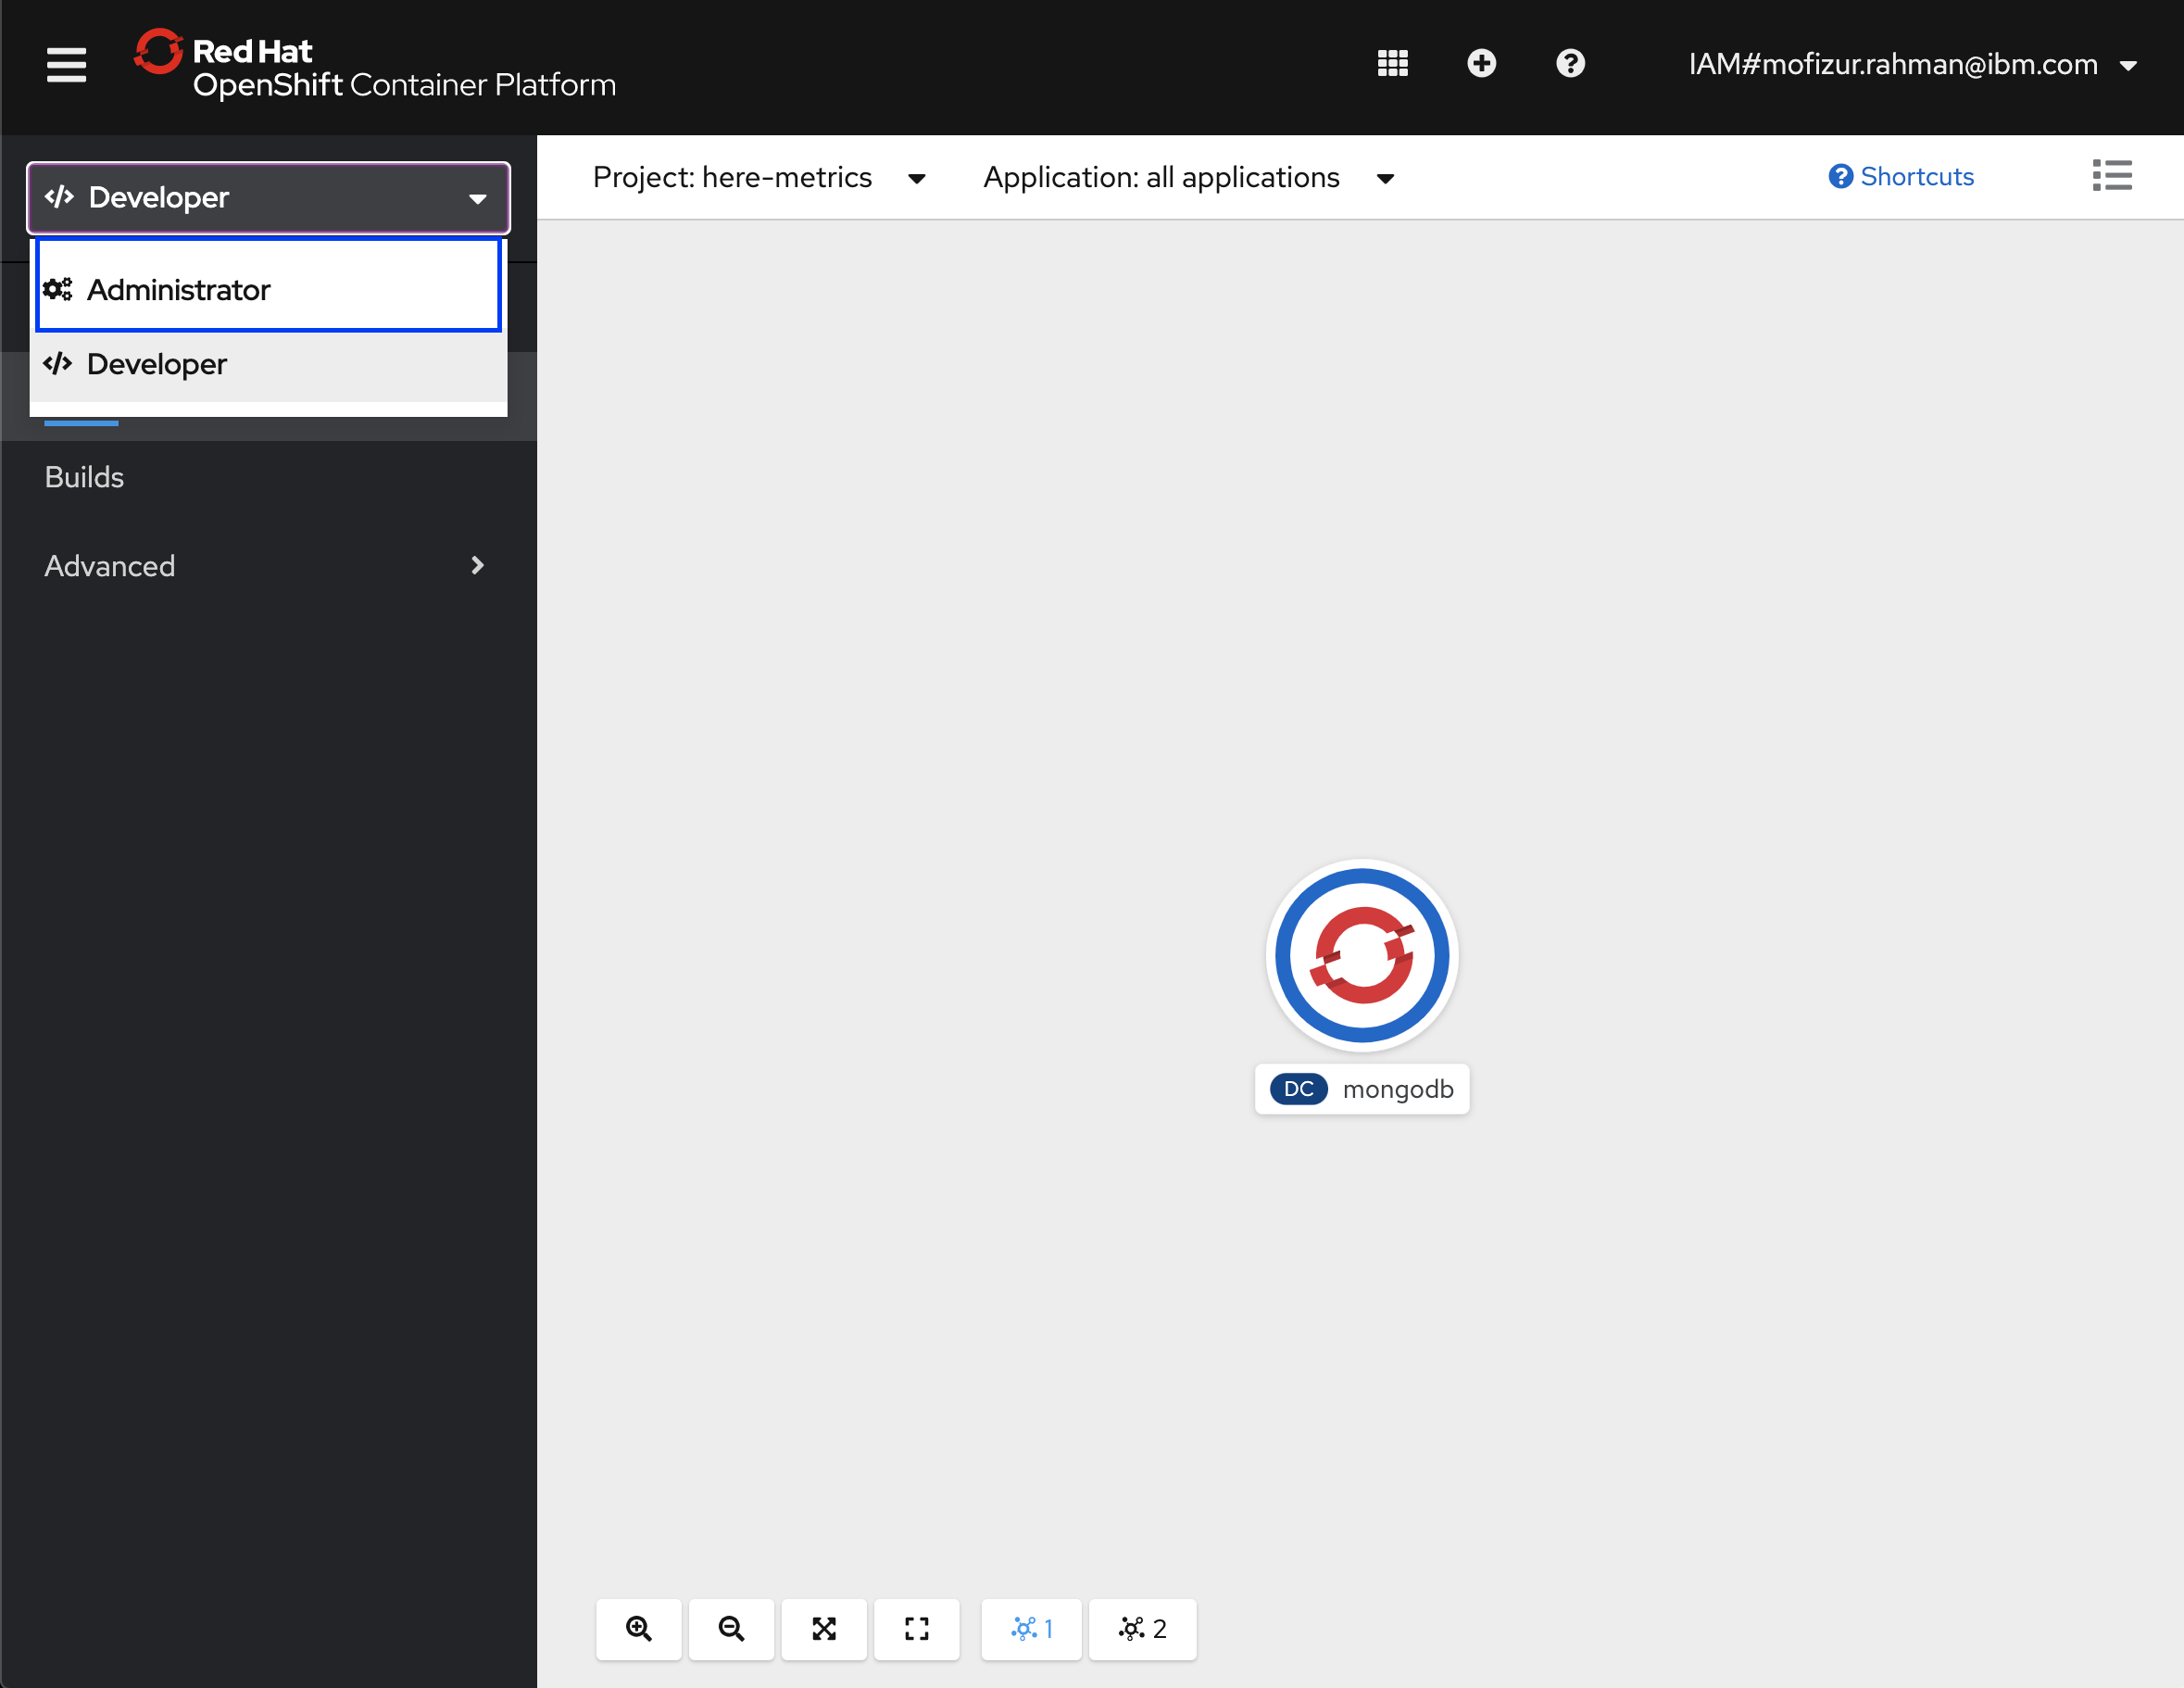 Red Hat
OpenShift Container Platform
IAM#mofizur.rahman@ibm.com
Developer
Project: here-metrics
Application: all applications
Shortcuts
Administrator
Developer
Builds
Advanced
DC mongodb
1
2